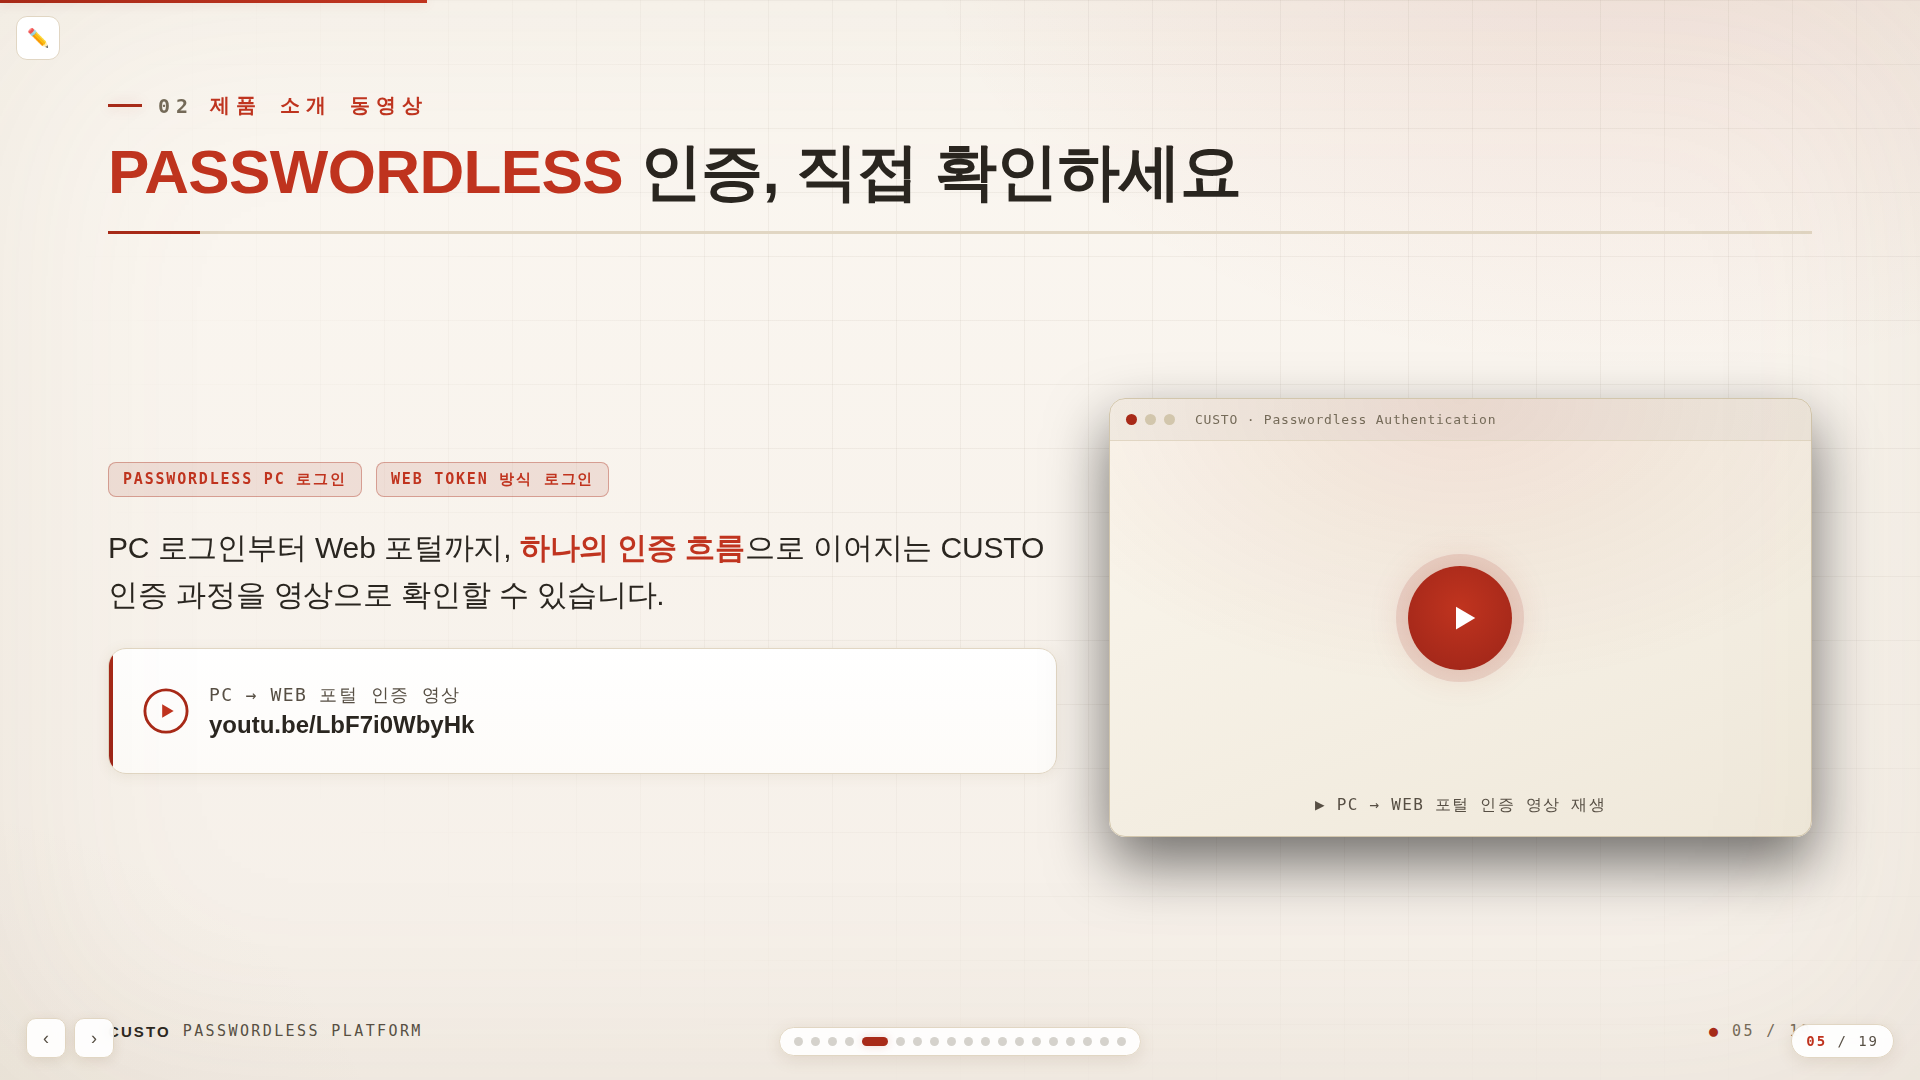 02 제품 소개 동영상
PASSWORDLESS 인증, 직접 확인하세요
PASSWORDLESS PC 로그인
WEB TOKEN 방식 로그인
PC 로그인부터 Web 포털까지, 하나의 인증 흐름으로 이어지는 CUSTO
인증 과정을 영상으로 확인할 수 있습니다.
PC → WEB 포털 인증 영상
youtu.be/LbF7i0WbyHk
CUSTO · Passwordless Authentication
▶ PC → WEB 포털 인증 영상 재생
CUSTO PASSWORDLESS PLATFORM
05 /
05 / 19